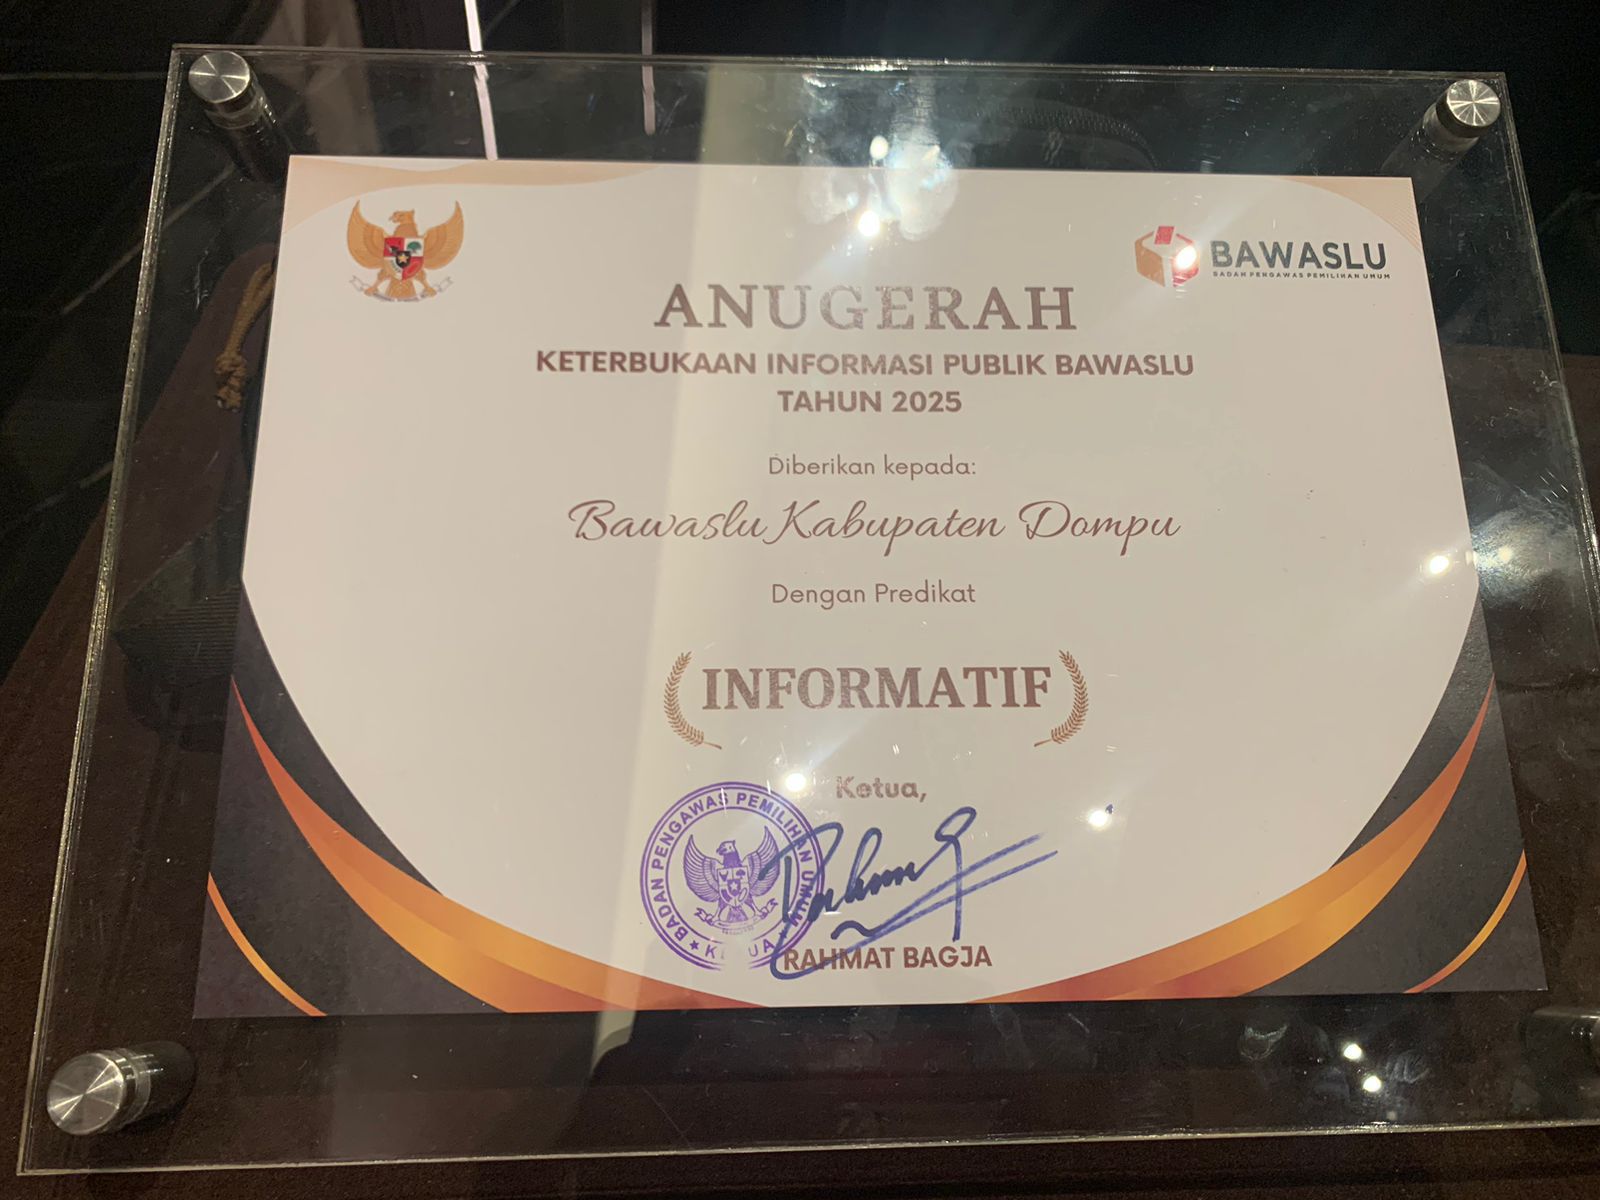 BAWASLU
BADAN PENGAWAS PEMILIHAN UMUM
ANUGERAH
KETERBUKAAN INFORMASI PUBLIK BAWASLU
TAHUN 2025
Diberikan kepada:
Bawaslu Kabupaten Dompu
Dengan Predikat
INFORMATIF
Ketua,
BADAN PENGAWAS PEMILIHAN UMUM
RAHMAT BAGJA